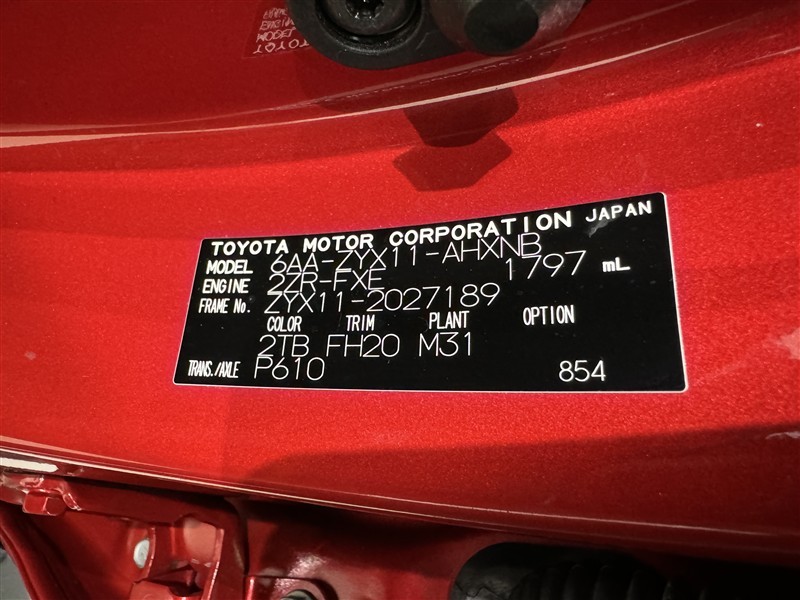 TOYOTA MOTOR CORPORATION JAPAN
MODEL 6AA-ZYX11-AHXNB
ENGINE 2ZR-FXE 1797 mL
FRAME No. ZYX11-2027189
COLOR TRIM PLANT OPTION
2TB FH20 M31
TRANS./AXLE P610 854